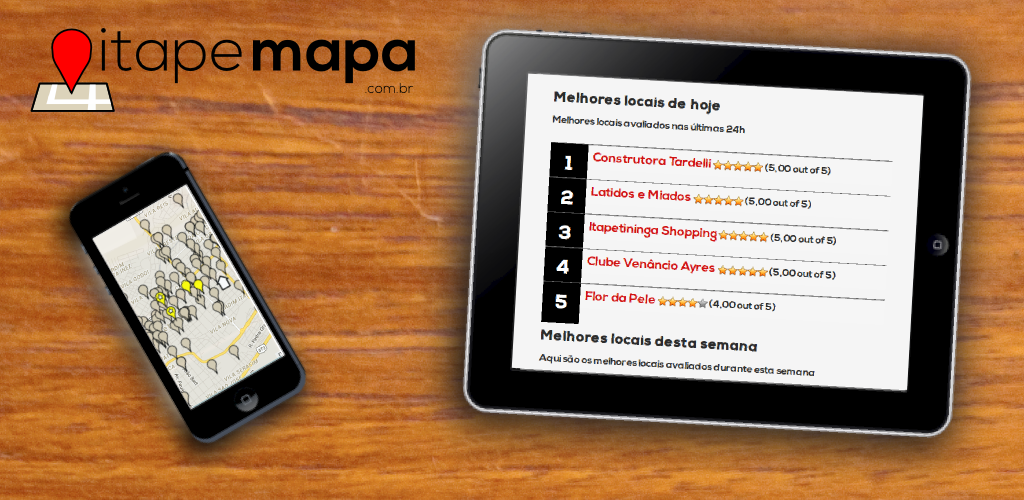 itapemapa
.com.br
Melhores locais de hoje
Melhores locais avaliados nas últimas 24h
1 Construtora Tardelli (5,00 out of 5)
2 Latidos e Miados (5,00 out of 5)
3 Itapetininga Shopping (5,00 out of 5)
4 Clube Venâncio Ayres (5,00 out of 5)
5 Flor da Pele (4,00 out of 5)
Melhores locais desta semana
Aqui são os melhores locais avaliados durante esta semana
VILA NOVA